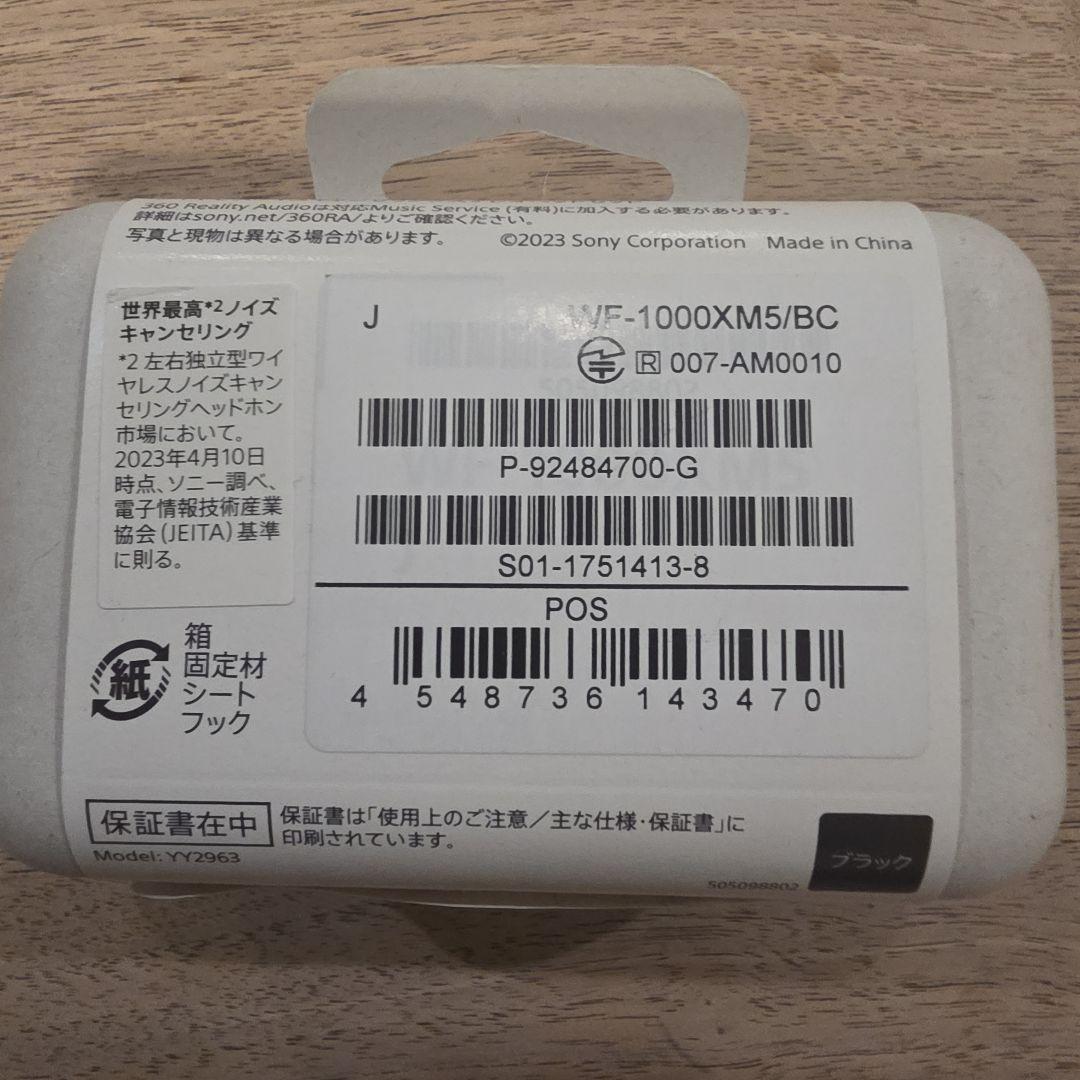 360 Reality Audioは対応Music Service (有料)に加入する必要があります。
詳細はsony.net/360RA/よりご確認ください。
写真と現物は異なる場合があります。
©2023 Sony Corporation Made in China
世界最高*2ノイズ
キャンセリング
*2 左右独立型ワイ
ヤレスノイズキャン
セリングヘッドホン
市場において。
2023年4月10日
時点、ソニー調べ、
電子情報技術産業
協会(JEITA)基準
に則る。
J WF-1000XM5/BC
R 007-AM0010
P-92484700-G
S01-1751413-8
POS
4 548736 143470
紙
箱
固定材
シート
フック
保証書在中
保証書は「使用上のご注意/主な仕様・保証書」に
印刷されています。
Model: YY2963
505098802
ブラック